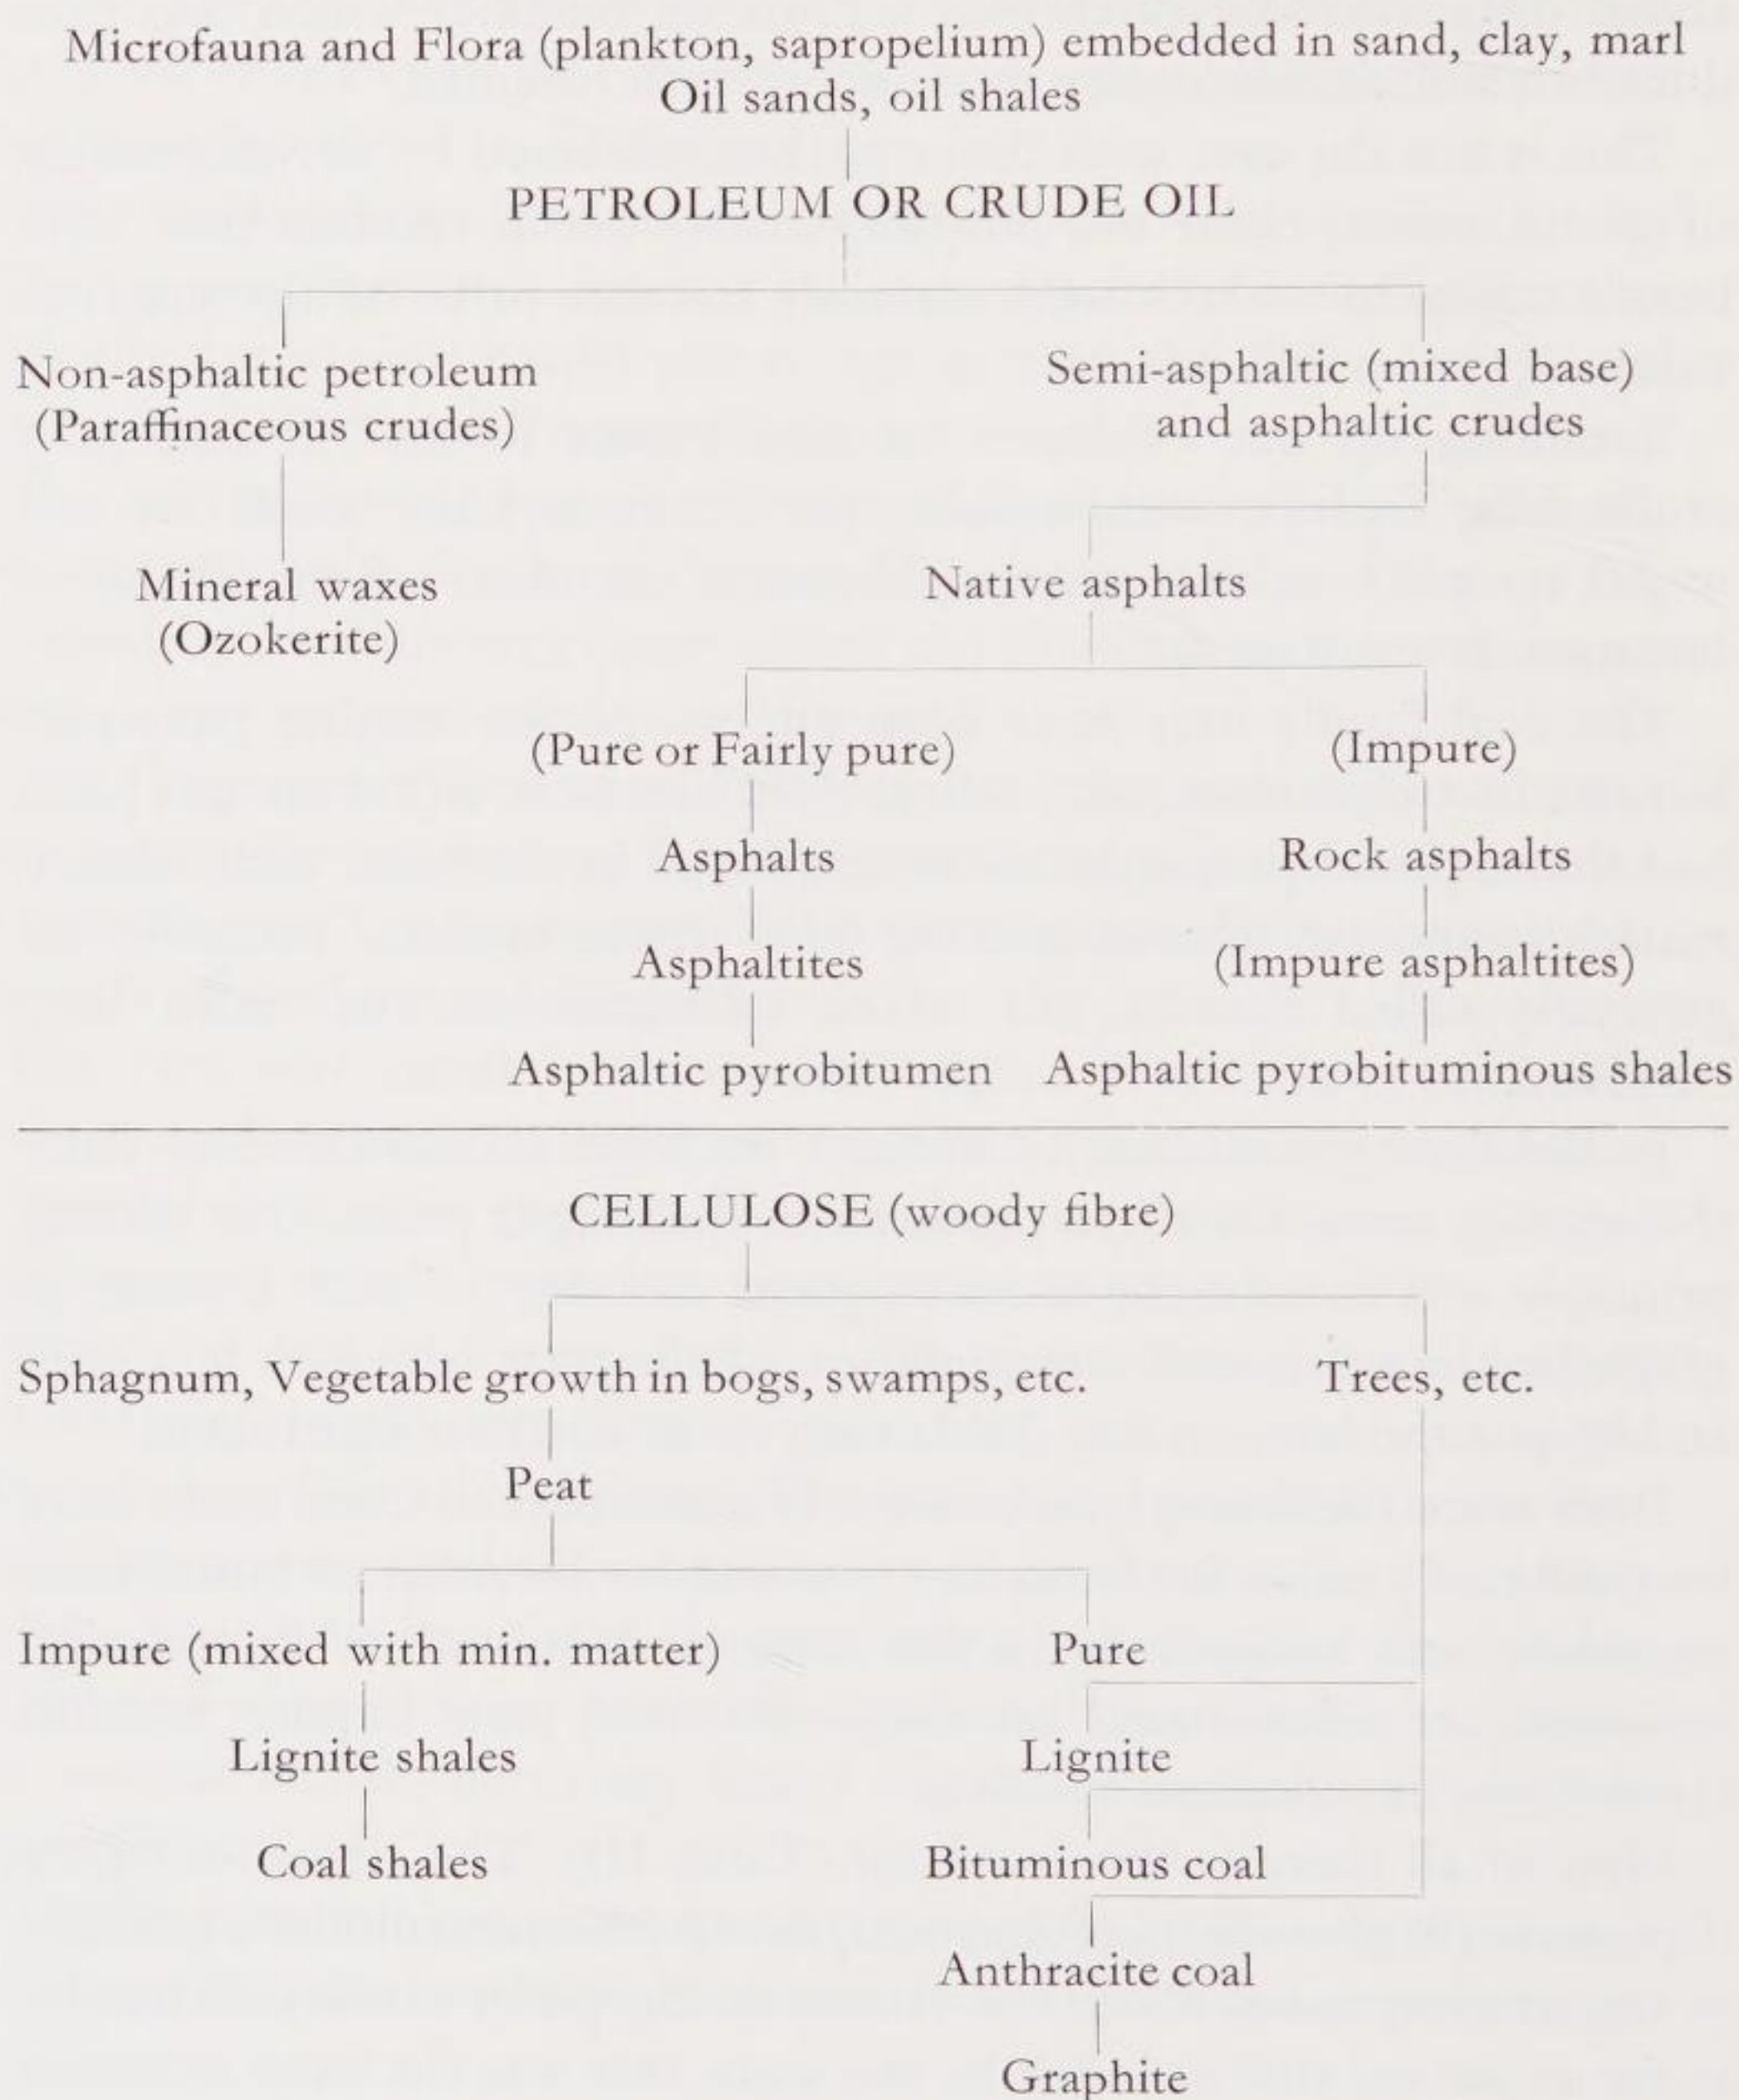 Microfauna and Flora (plankton, sapropelium) embedded in sand, clay, marl
Oil sands, oil shales
PETROLEUM OR CRUDE OIL
Non-asphaltic petroleum
(Paraffinaceous crudes)
Semi-asphaltic (mixed base)
and asphaltic crudes
Mineral waxes
(Ozokerite)
Native asphalts
(Pure or Fairly pure)
(Impure)
Asphalts
Rock asphalts
Asphaltites
(Impure asphaltites)
Asphaltic pyrobitumen
Asphaltic pyrobituminous shales
CELLULOSE (woody fibre)
Sphagnum, Vegetable growth in bogs, swamps, etc.
Trees, etc.
Peat
Impure (mixed with min. matter)
Pure
Lignite shales
Lignite
Coal shales
Bituminous coal
Anthracite coal
Graphite